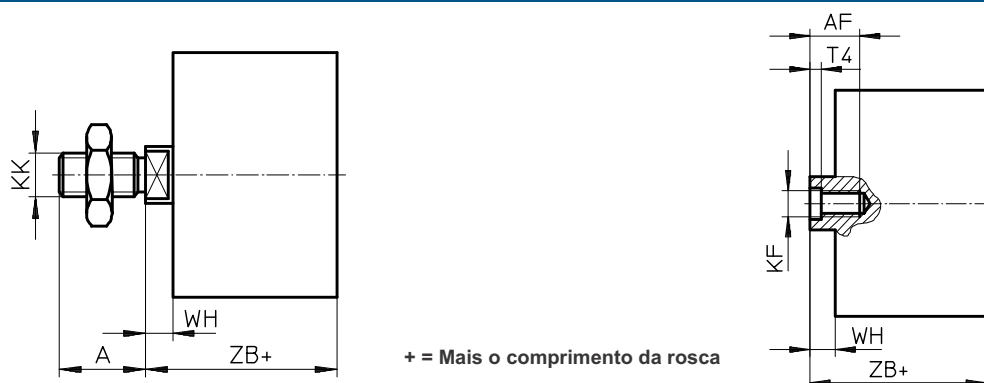 KK
WH
A
ZB+
+ = Mais o comprimento da rosca
AF
T4
KF
WH
ZB+